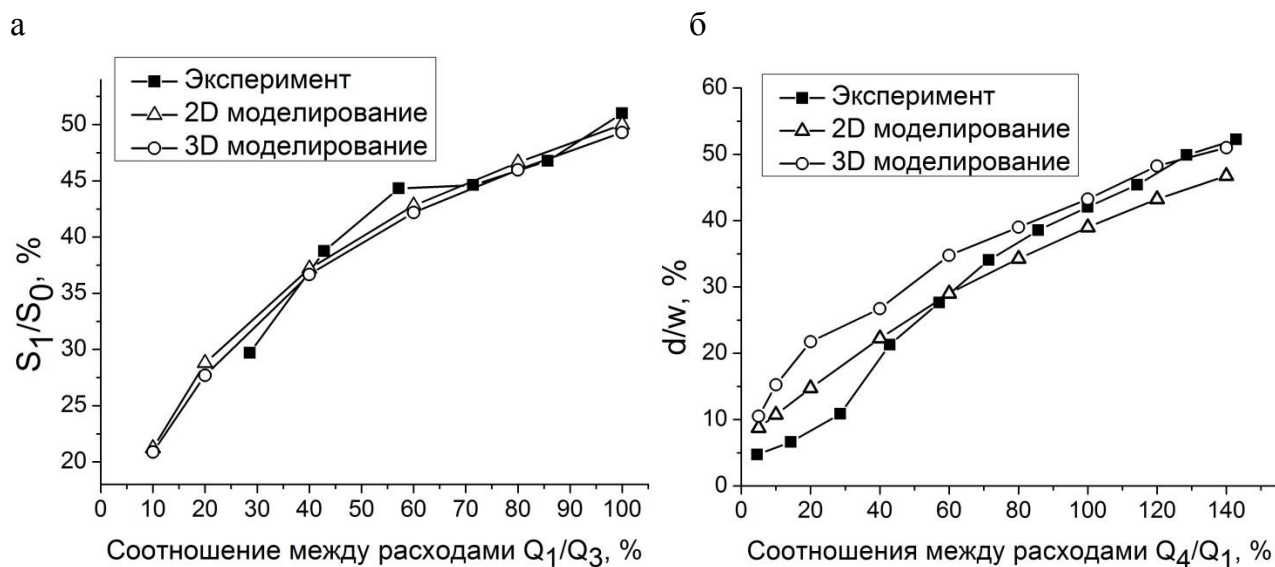 а
Эксперимент
2D моделирование
3D моделирование
S1/S0, %
50
45
40
35
30
25
20
0 10 20 30 40 50 60 70 80 90 100
Соотношение между расходами Q1/Q3, %
б
Эксперимент
2D моделирование
3D моделирование
d/w, %
60
50
40
30
20
10
0
0 20 40 60 80 100 120 140
Соотношения между расходами Q4/Q1, %